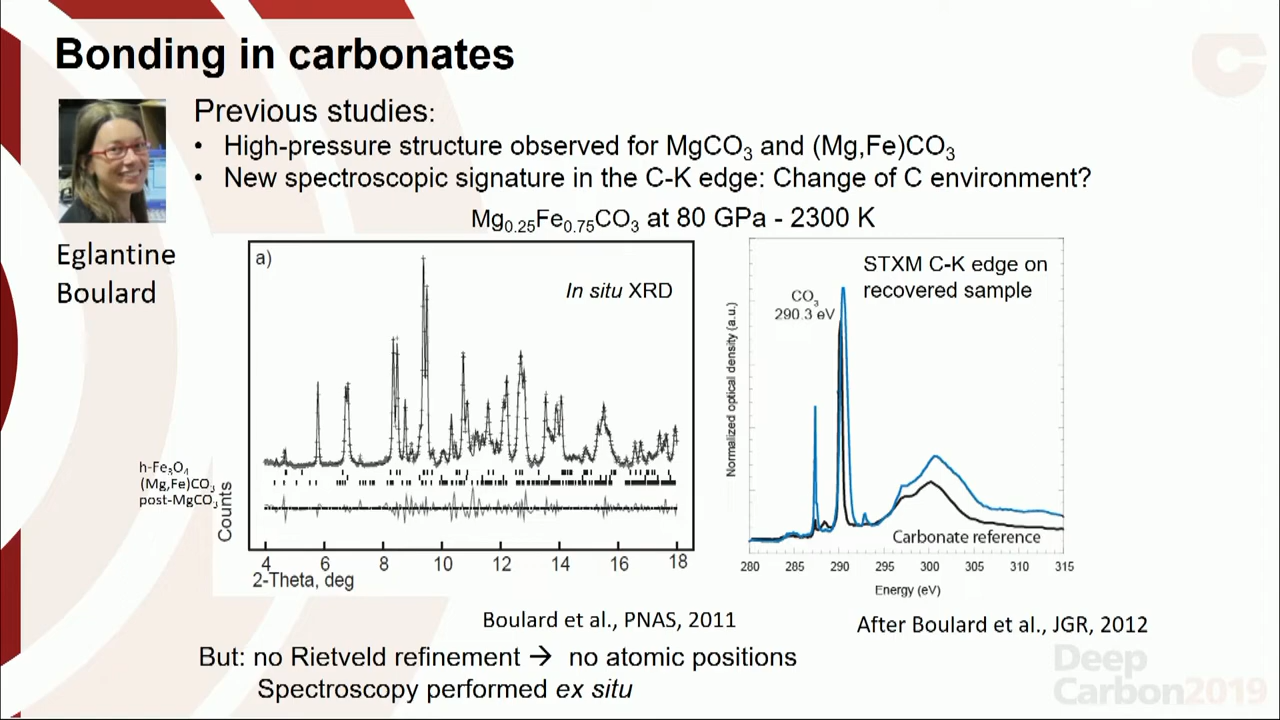 Bonding in carbonates
Previous studies:
• High-pressure structure observed for MgCO₃ and (Mg,Fe)CO₃
• New spectroscopic signature in the C-K edge: Change of C environment?
Mg₀.₂₅Fe₀.₇₅CO₃ at 80 GPa - 2300 K
Eglantine
Boulard
a)
In situ XRD
h-Fe₃O₄
(Mg,Fe)CO₃
post-MgCO₃
Counts
4 6 8 10 12 14 16 18
2-Theta, deg
STXM C-K edge on
recovered sample
CO₃
290.3 eV
Normalized optical density (a.u.)
Carbonate reference
280 285 290 295 300 305 310 315
Energy (eV)
Boulard et al., PNAS, 2011
After Boulard et al., JGR, 2012
But: no Rietveld refinement → no atomic positions
Spectroscopy performed ex situ
Deep
Carbon2019